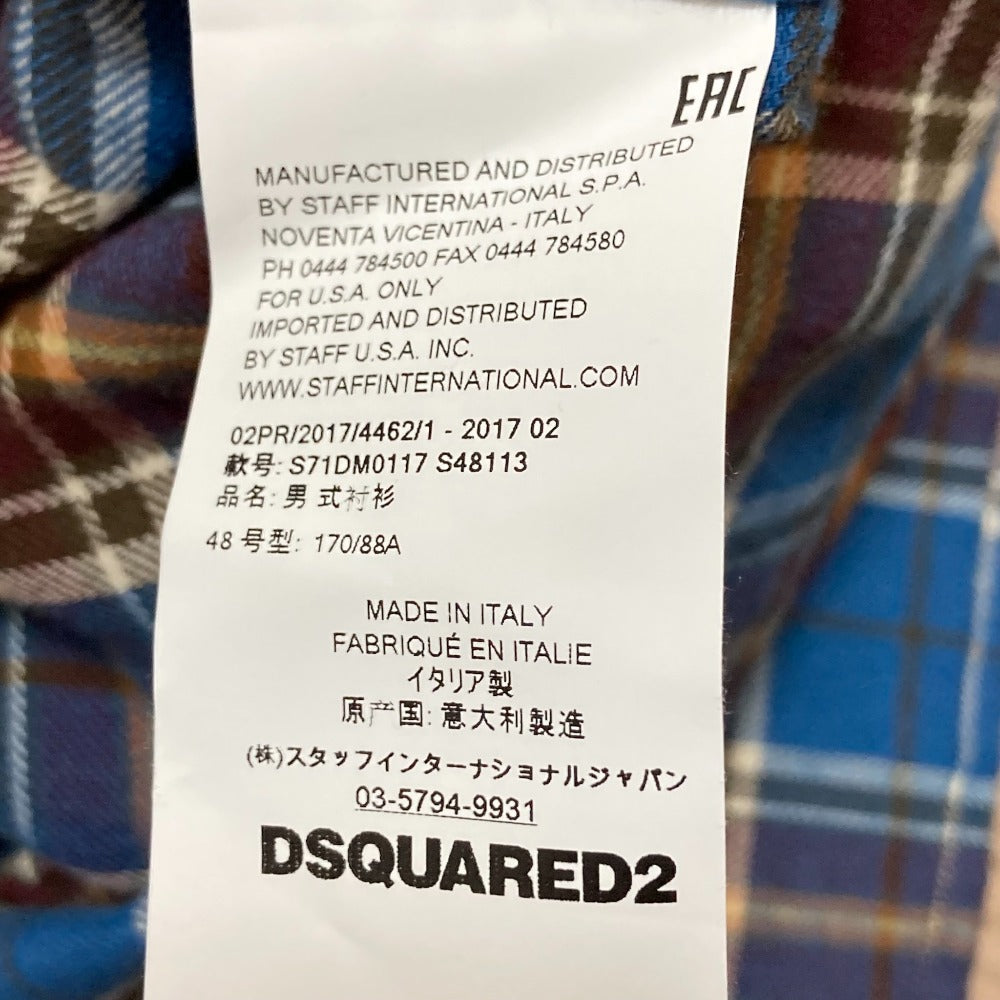 EAC
MANUFACTURED AND DISTRIBUTED
BY STAFF INTERNATIONAL S.P.A.
NOVENTA VICENTINA - ITALY
PH 0444 784500 FAX 0444 784580
FOR U.S.A. ONLY
IMPORTED AND DISTRIBUTED
BY STAFF U.S.A. INC.
WWW.STAFFINTERNATIONAL.COM
02PR/2017/4462/1 - 2017 02
款号: S71DM0117 S48113
品名: 男 式衬衫
48 号型: 170/88A
MADE IN ITALY
FABRIQUÉ EN ITALIE
イタリア製
原产国: 意大利製造
(株)スタッフインターナショナルジャパン
03-5794-9931
DSQUARED2